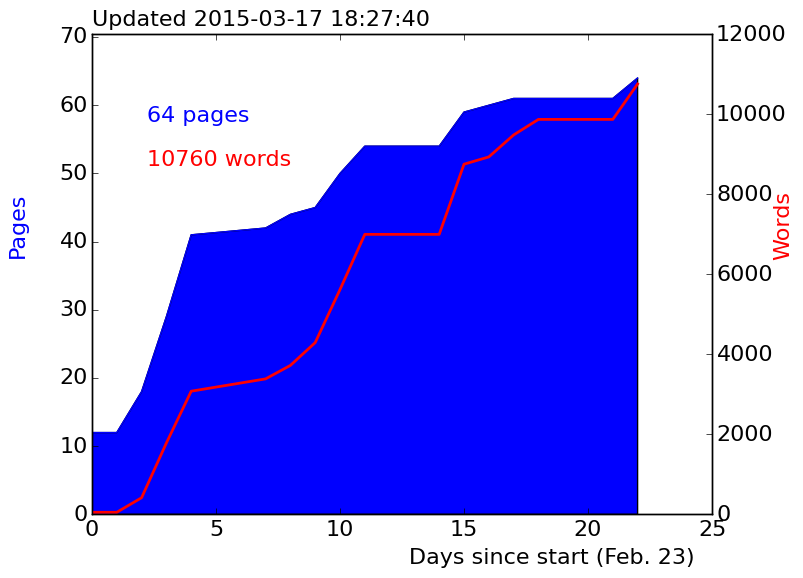 Updated 2015-03-17 18:27:40
70
60
50
40
30
20
10
0
Pages
64 pages
10760 words
12000
10000
8000
6000
4000
2000
0
Words
0 5 10 15 20 25
Days since start (Feb. 23)